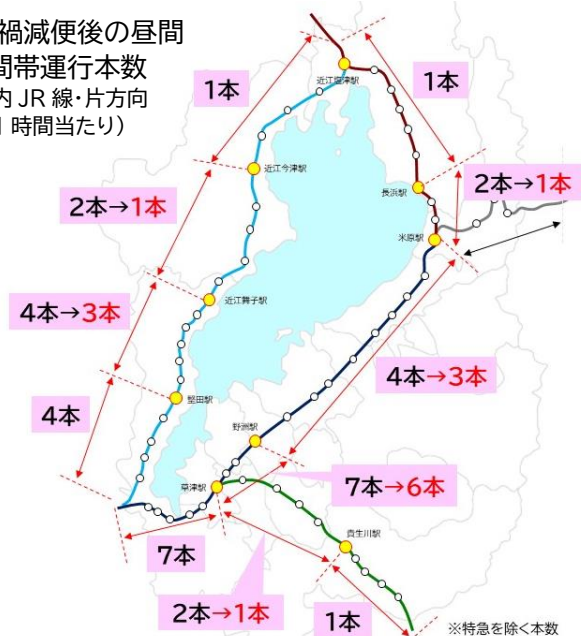 禍減便後の昼間
間帯運行本数
内 JR 線・片方向
時間当たり）
近江塩津駅
1本
1本
近江今津駅
長浜駅
2本→1本
2本→1本
米原駅
近江舞子駅
4本→3本
4本→3本
堅田駅
4本
野洲駅
草津駅
7本→6本
貴生川駅
7本
2本→1本
1本
※特急を除く本数